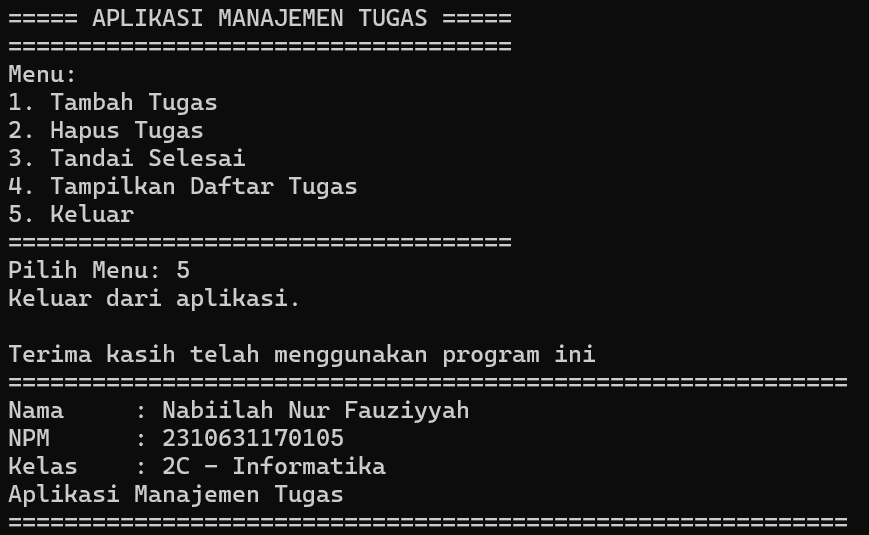 ===== APLIKASI MANAJEMEN TUGAS =====
====================================
Menu:
1. Tambah Tugas
2. Hapus Tugas
3. Tandai Selesai
4. Tampilkan Daftar Tugas
5. Keluar
====================================
Pilih Menu: 5
Keluar dari aplikasi.

Terima kasih telah menggunakan program ini
============================================================
Nama     : Nabiilah Nur Fauziyyah
NPM      : 2310631170105
Kelas    : 2C - Informatika
Aplikasi Manajemen Tugas
============================================================